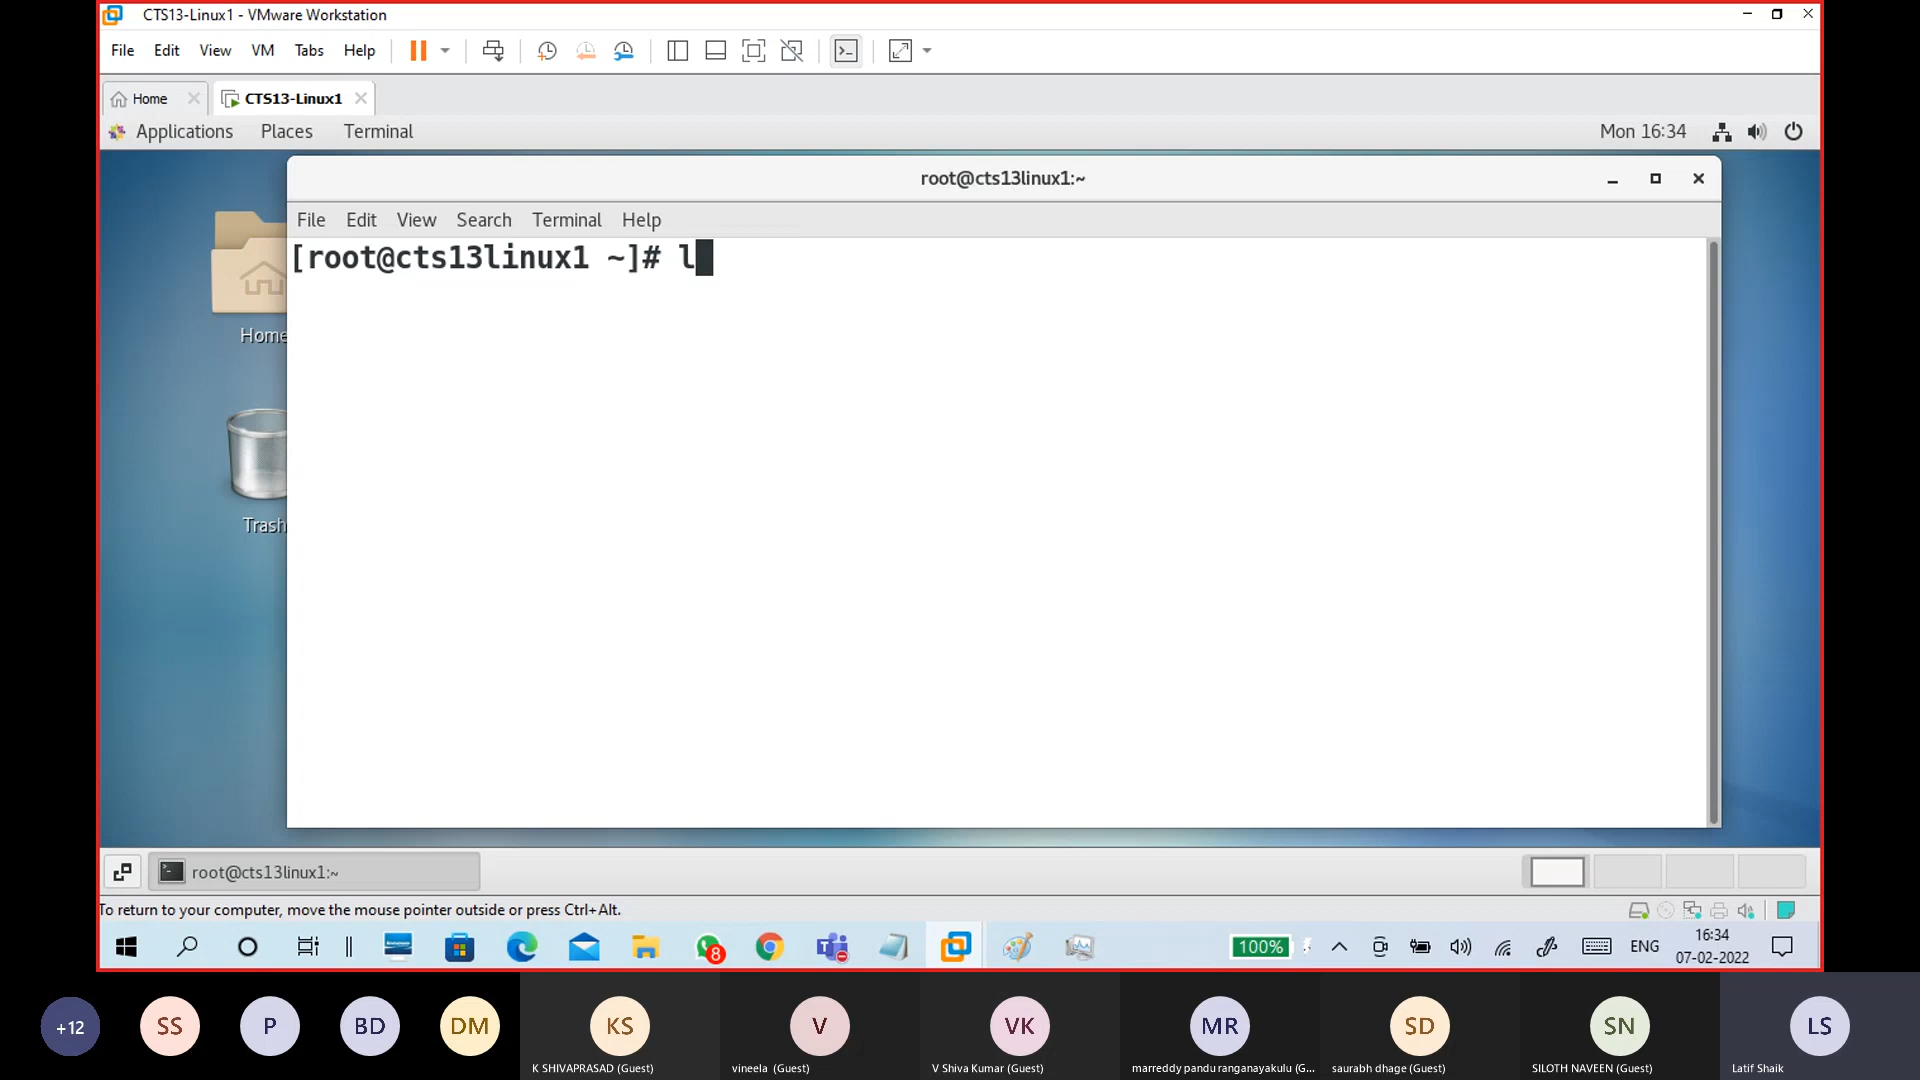 CTS13-Linux1 - VMware Workstation
File Edit View VM Tabs Help
Home CTS13-Linux1
Applications Places Terminal Mon 16:34
root@cts13linux1:~
File Edit View Search Terminal Help
[root@cts13linux1 ~]# l
Home
Trash
root@cts13linux1:~
To return to your computer, move the mouse pointer outside or press Ctrl+Alt.
8 100% ENG 16:34
07-02-2022
+12 SS P BD DM KS V VK MR SD SN LS
K SHIVAPRASAD (Guest) vineela (Guest) V Shiva Kumar (Guest) marreddy pandu ranganayakulu (G... saurabh dhage (Guest) SILOTH NAVEEN (Guest) Latif Shaik